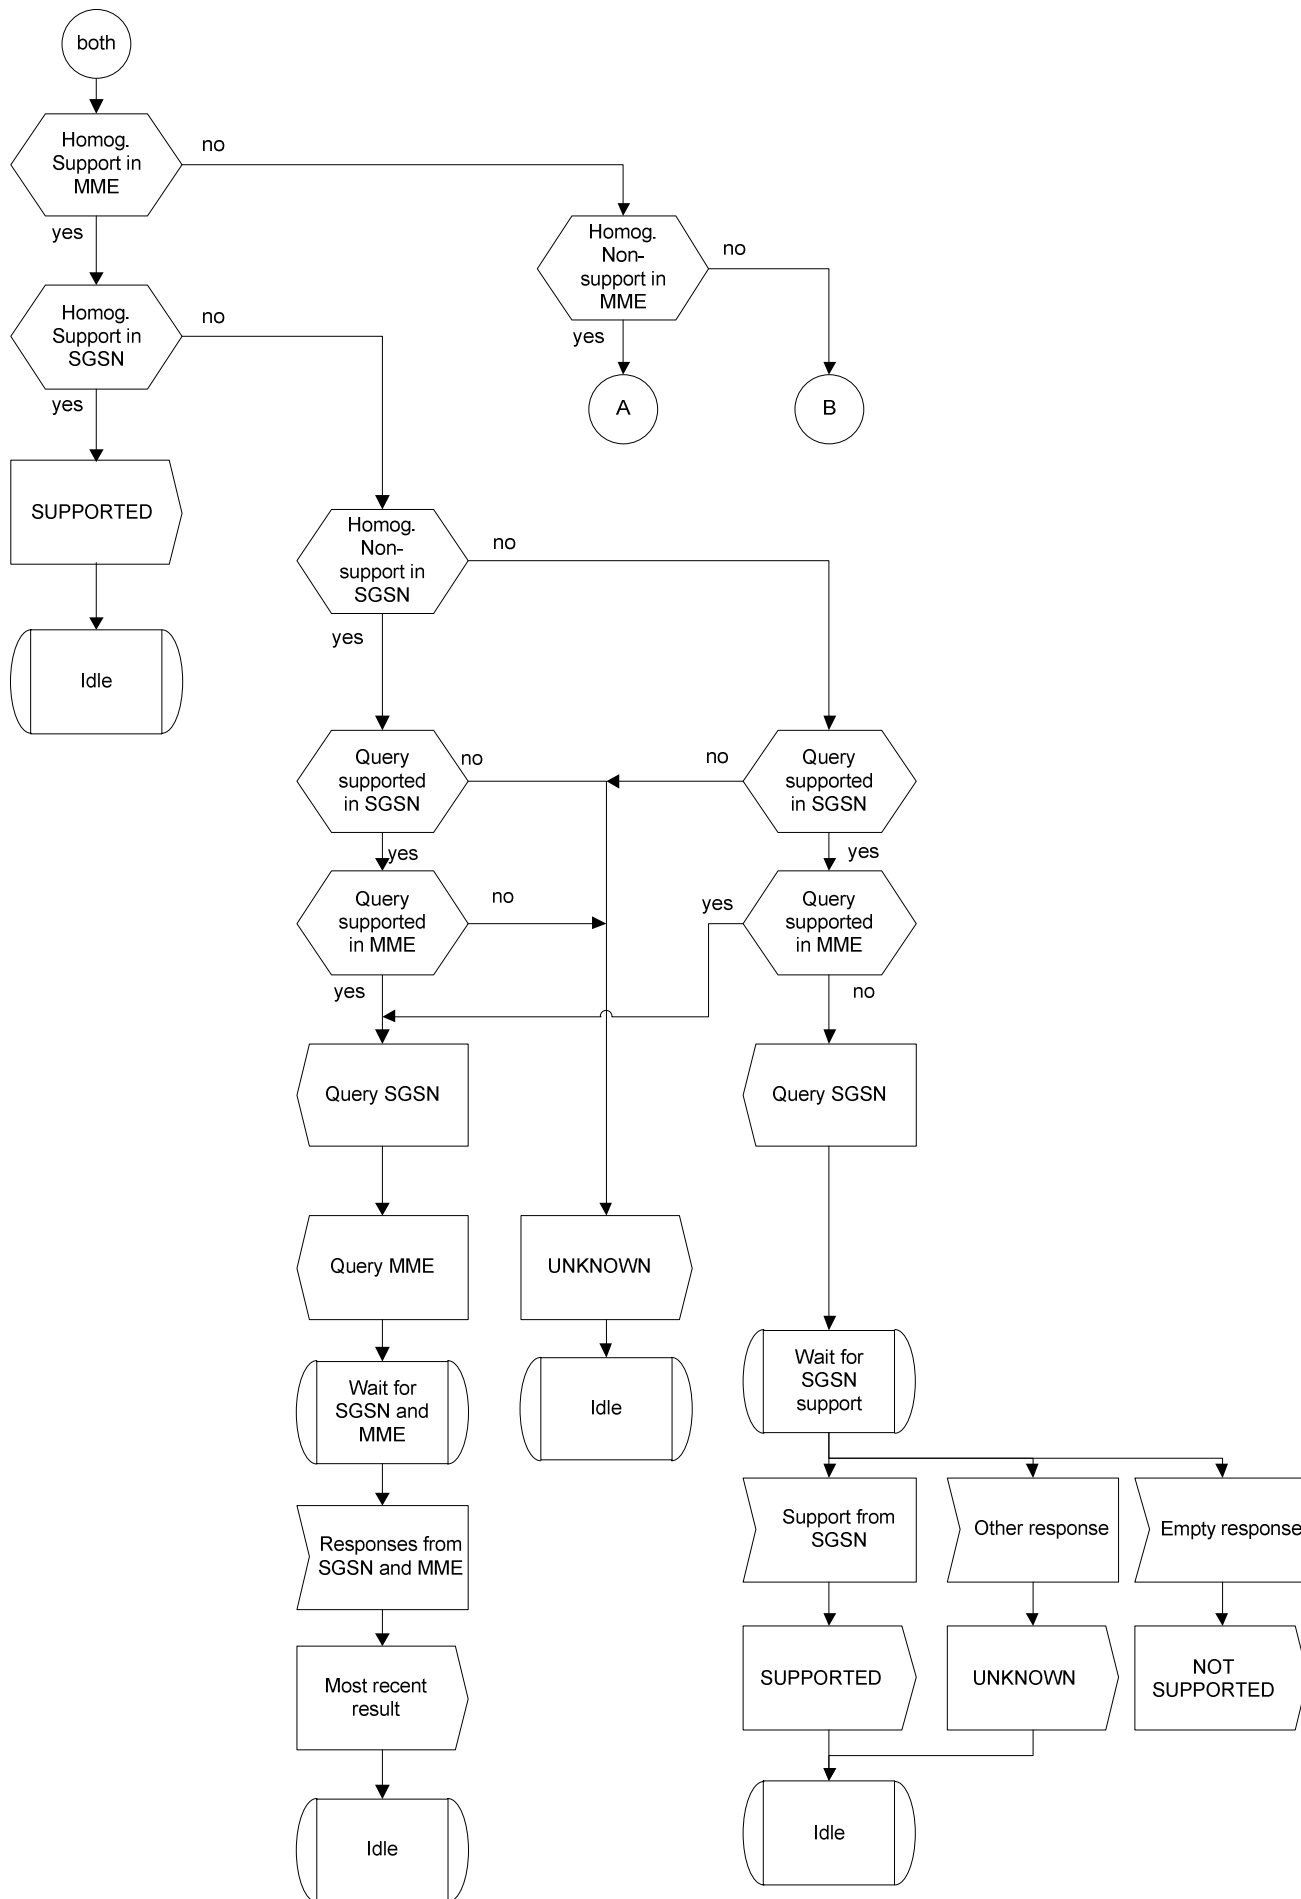 both
Homog.
Support in
MME
no
yes
Homog.
Non-
support in
MME
no
yes
Homog.
Support in
SGSN
no
yes
A
B
SUPPORTED
Idle
Homog.
Non-
support in
SGSN
no
yes
Query
supported
in SGSN
no
yes
no
Query
supported
in SGSN
yes
Query
supported
in MME
no
yes
yes
Query
supported
in MME
no
Query SGSN
Query SGSN
Query MME
UNKNOWN
Wait for
SGSN and
MME
Idle
Wait for
SGSN
support
Responses from
SGSN and MME
Support from
SGSN
Other response
Empty response
Most recent
result
SUPPORTED
UNKNOWN
NOT
SUPPORTED
Idle
Idle